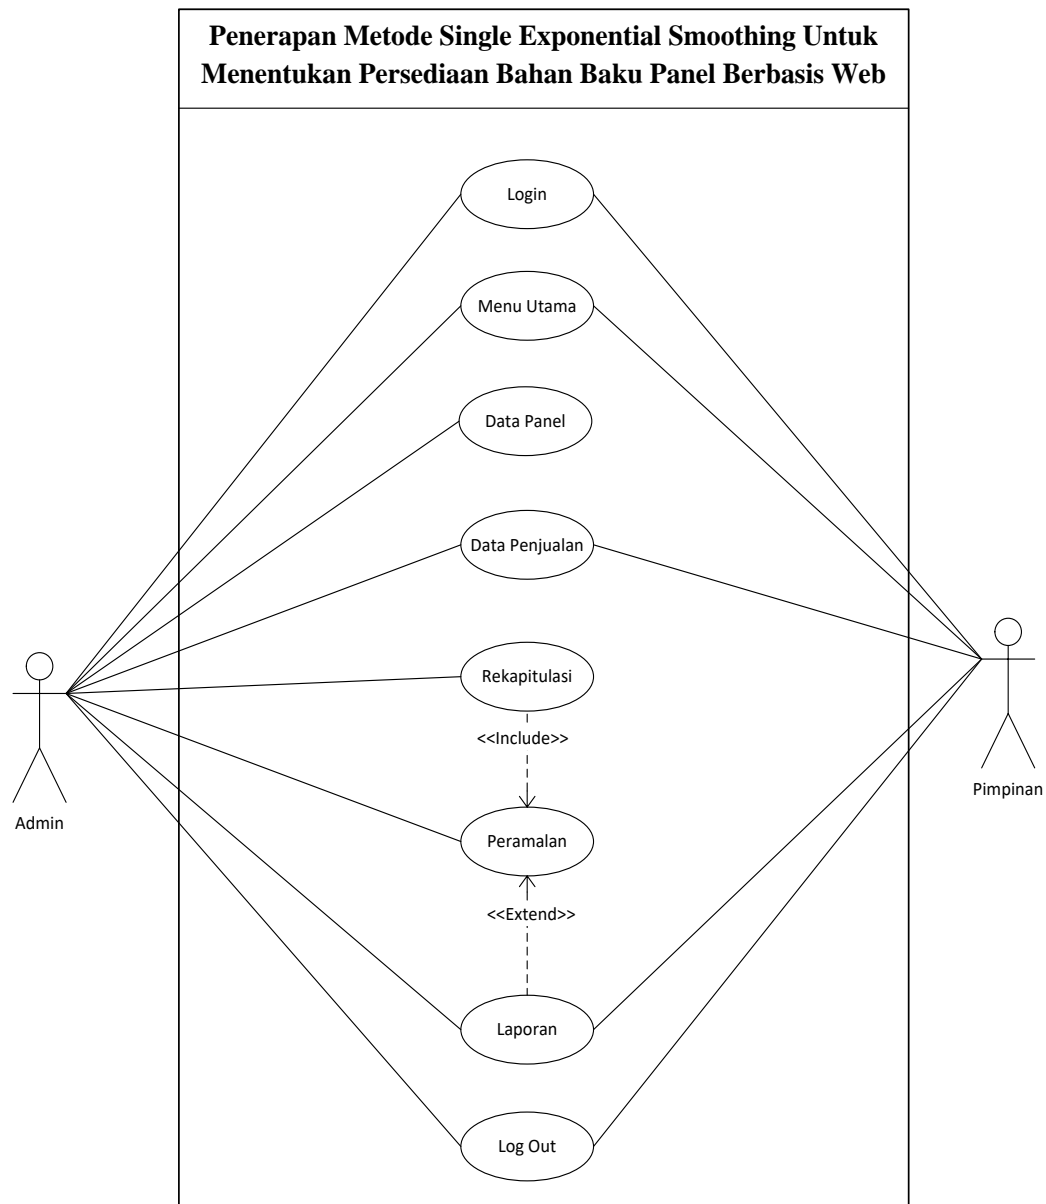 Penerapan Metode Single Exponential Smoothing Untuk
Menentukan Persediaan Bahan Baku Panel Berbasis Web
Login
Menu Utama
Data Panel
Data Penjualan
Rekapitulasi
<<Include>>
Admin
Pimpinan
Peramalan
<<Extend>>
Laporan
Log Out